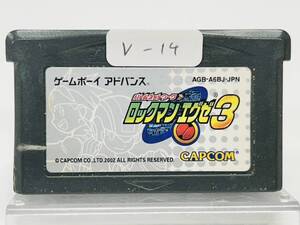 V-14
ゲームボーイ アドバンス
AGB-A6BJ-JPN
ロックマンエグゼ3
© CAPCOM CO.,LTD. 2002 ALL RIGHTS RESERVED.
CAPCOM